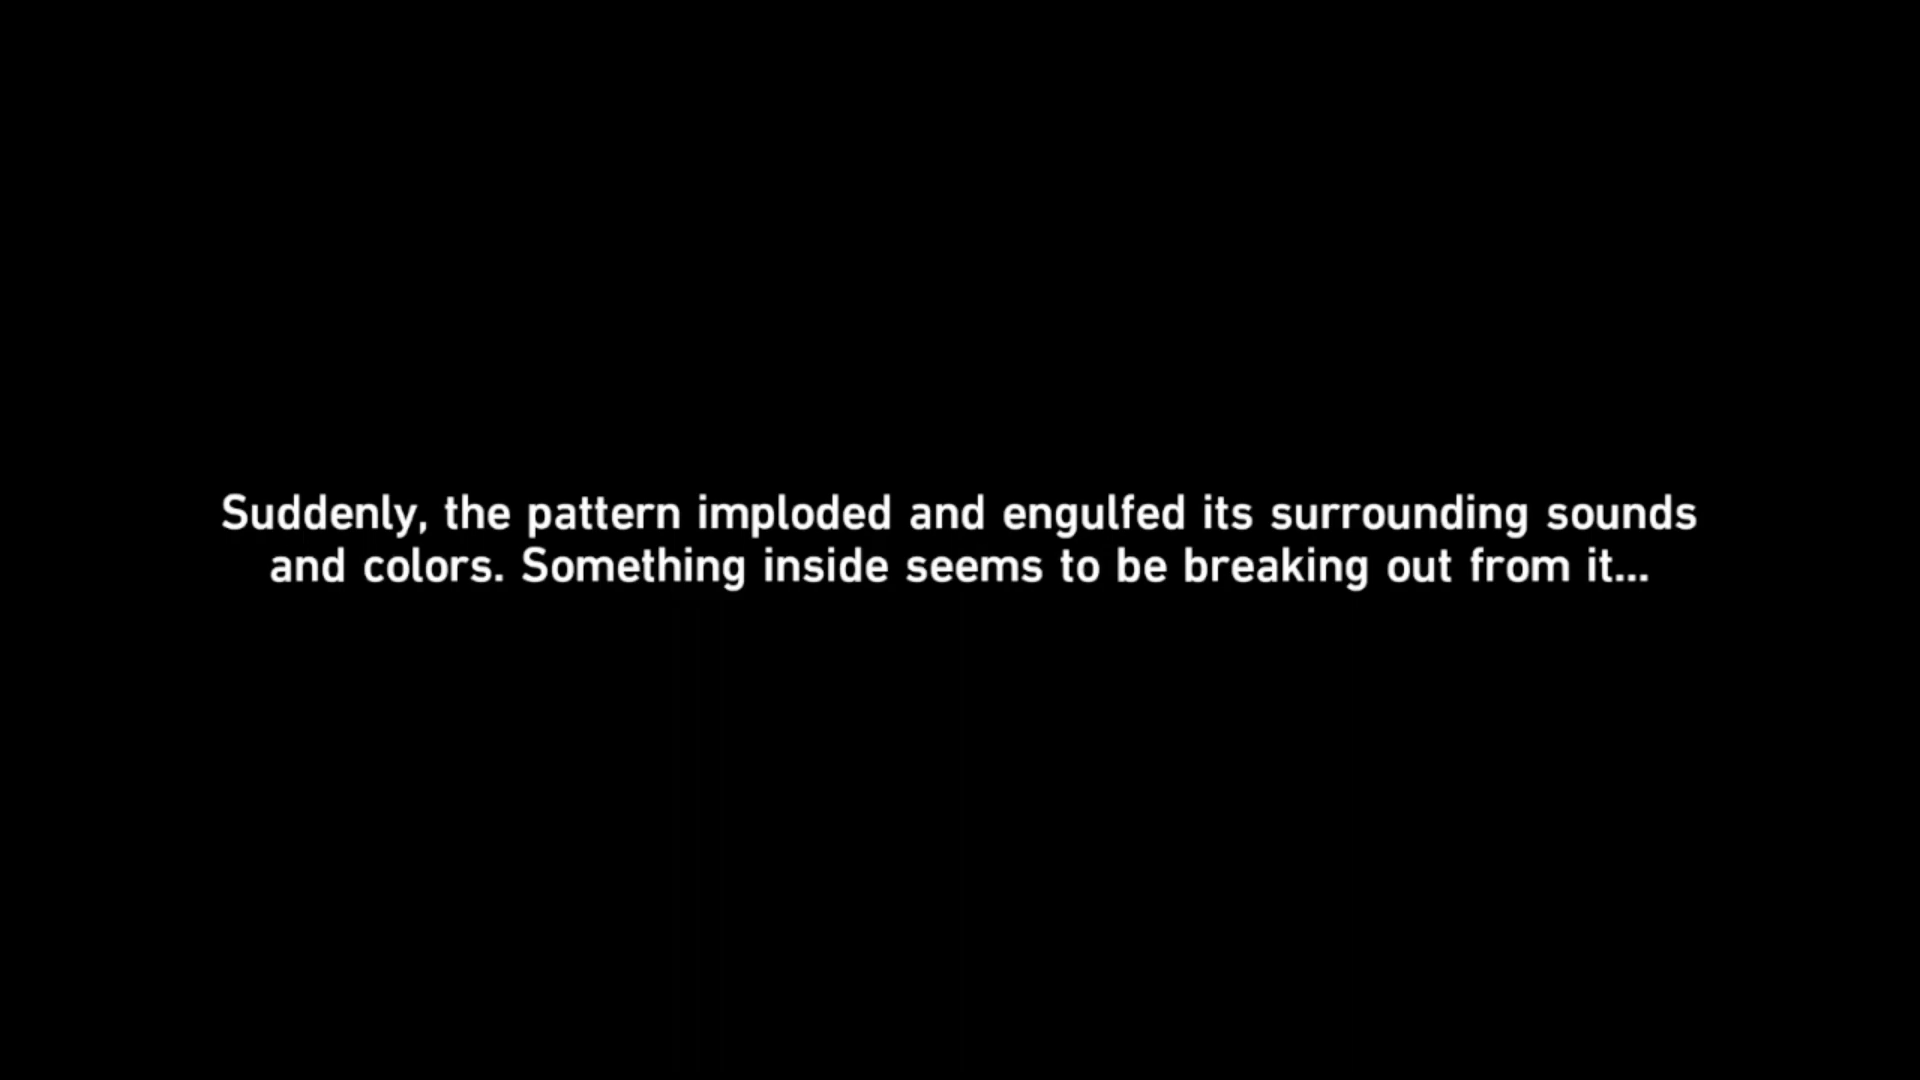 Suddenly, the pattern imploded and engulfed its surrounding sounds
and colors. Something inside seems to be breaking out from it...